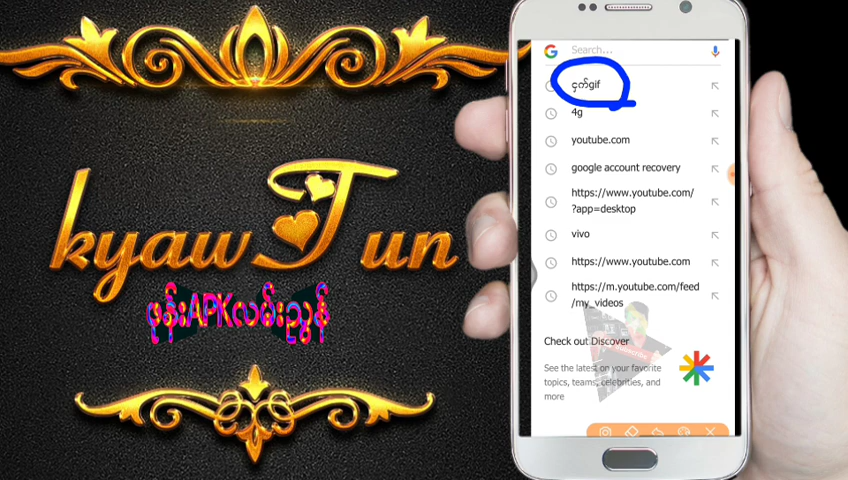 kyaw Tun
ဖုန်းAPKလမ်းညွှန်
Search...
ငှက်gif
4g
youtube.com
google account recovery
https://www.youtube.com/
?app=desktop
vivo
https://www.youtube.com
https://m.youtube.com/feed
/my_videos
Check out Discover
See the latest on your favorite
topics, teams, celebrities, and
more